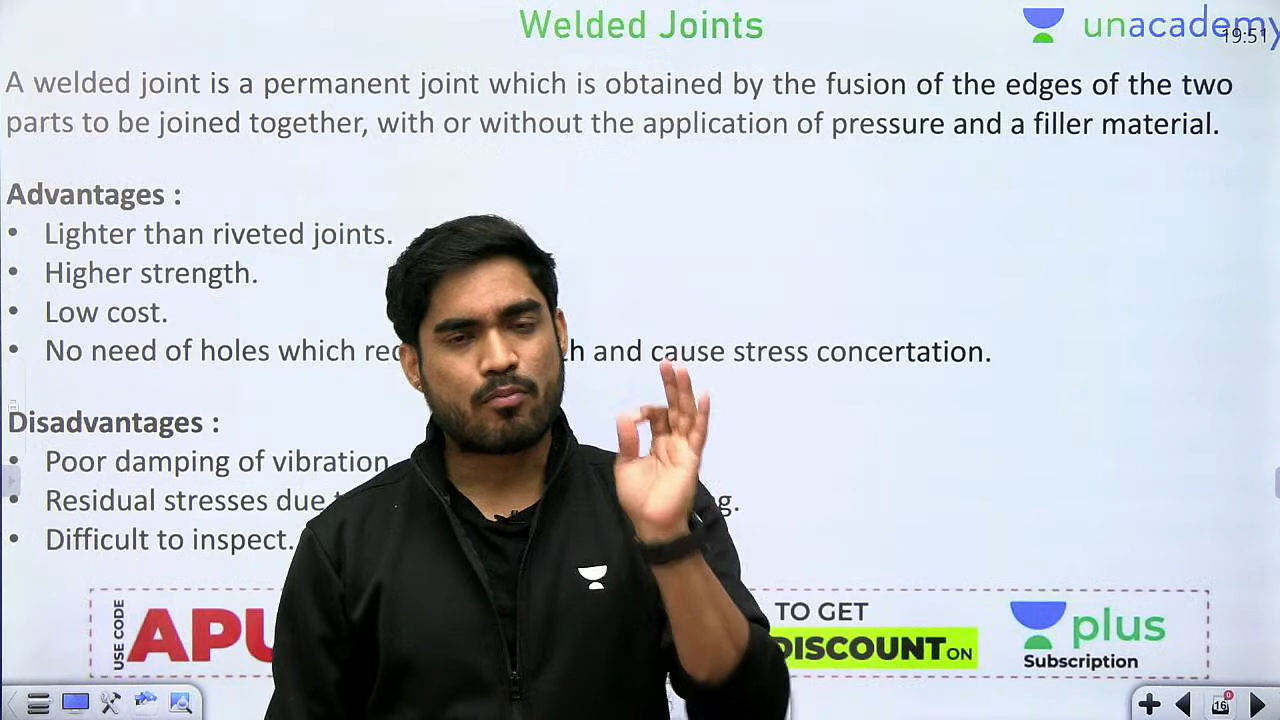 Welded Joints
unacademy
19:51
A welded joint is a permanent joint which is obtained by the fusion of the edges of the two
parts to be joined together, with or without the application of pressure and a filler material.
Advantages :
• Lighter than riveted joints.
• Higher strength.
• Low cost.
• No need of holes which and cause stress concertation.
Disadvantages :
• Poor damping of vibration
• Residual stresses due
• Difficult to inspect.
USE CODE
TO GET
DISCOUNT ON
plus
Subscription
16
0